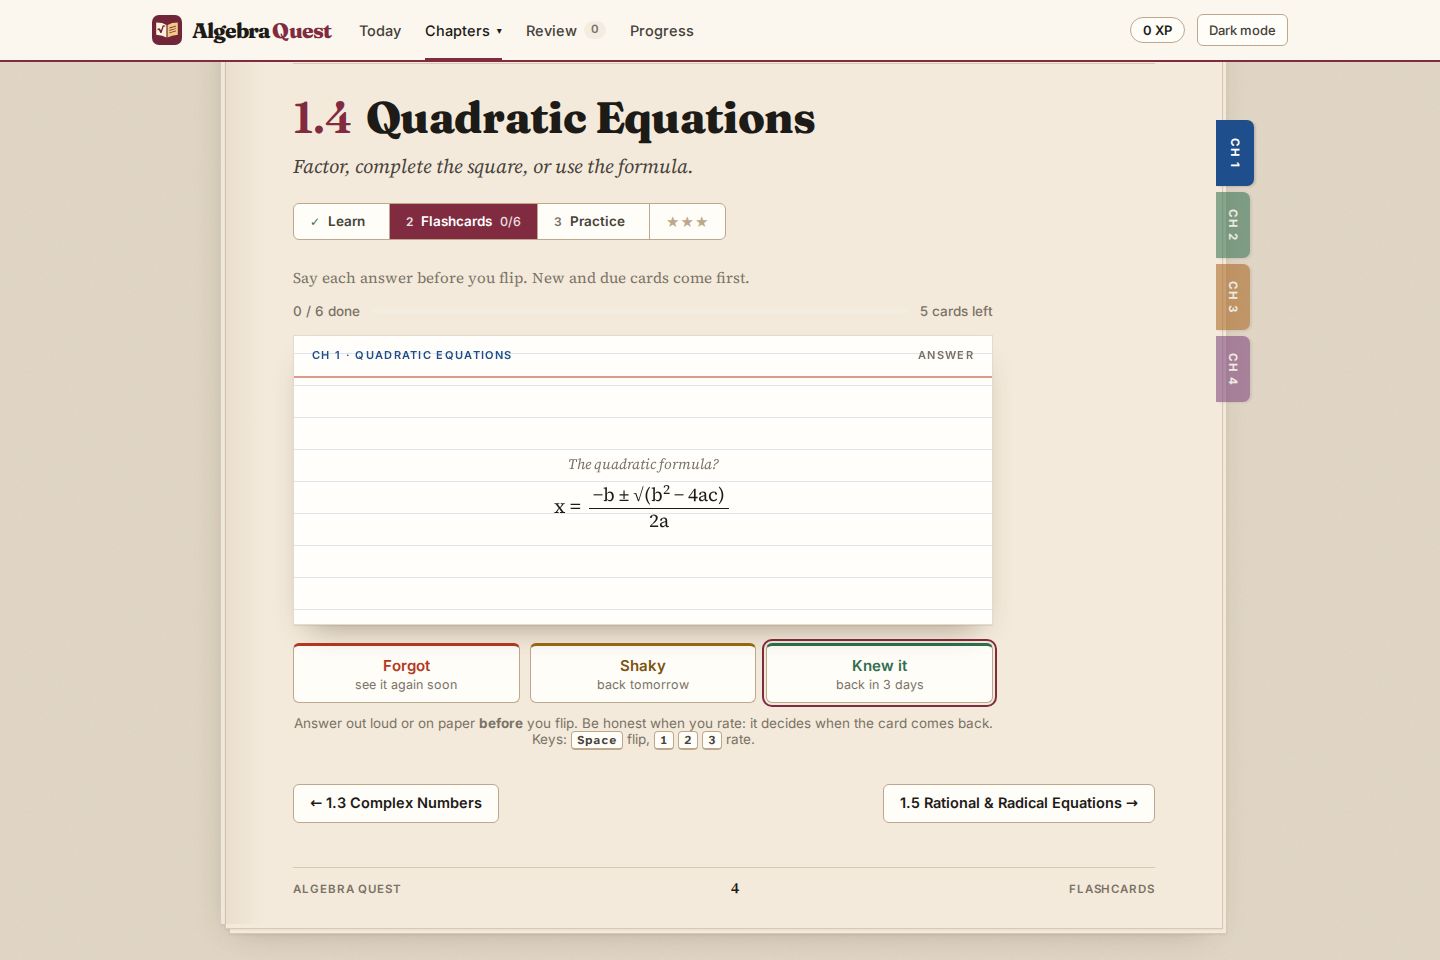 AlgebraQuest Today Chapters ▾ Review 0 Progress 0 XP Dark mode
1.4 Quadratic Equations
Factor, complete the square, or use the formula.
✓ Learn 2 Flashcards 0/6 3 Practice ★★★
Say each answer before you flip. New and due cards come first.
0 / 6 done 5 cards left
CH 1 · QUADRATIC EQUATIONS ANSWER
The quadratic formula?
x = −b ± √(b² − 4ac)
2a
Forgot Shaky Knew it
see it again soon back tomorrow back in 3 days
Answer out loud or on paper before you flip. Be honest when you rate: it decides when the card comes back.
Keys: Space flip, 1 2 3 rate.
← 1.3 Complex Numbers 1.5 Rational & Radical Equations →
ALGEBRA QUEST 4 FLASHCARDS
CH 1
CH 2
CH 3
CH 4